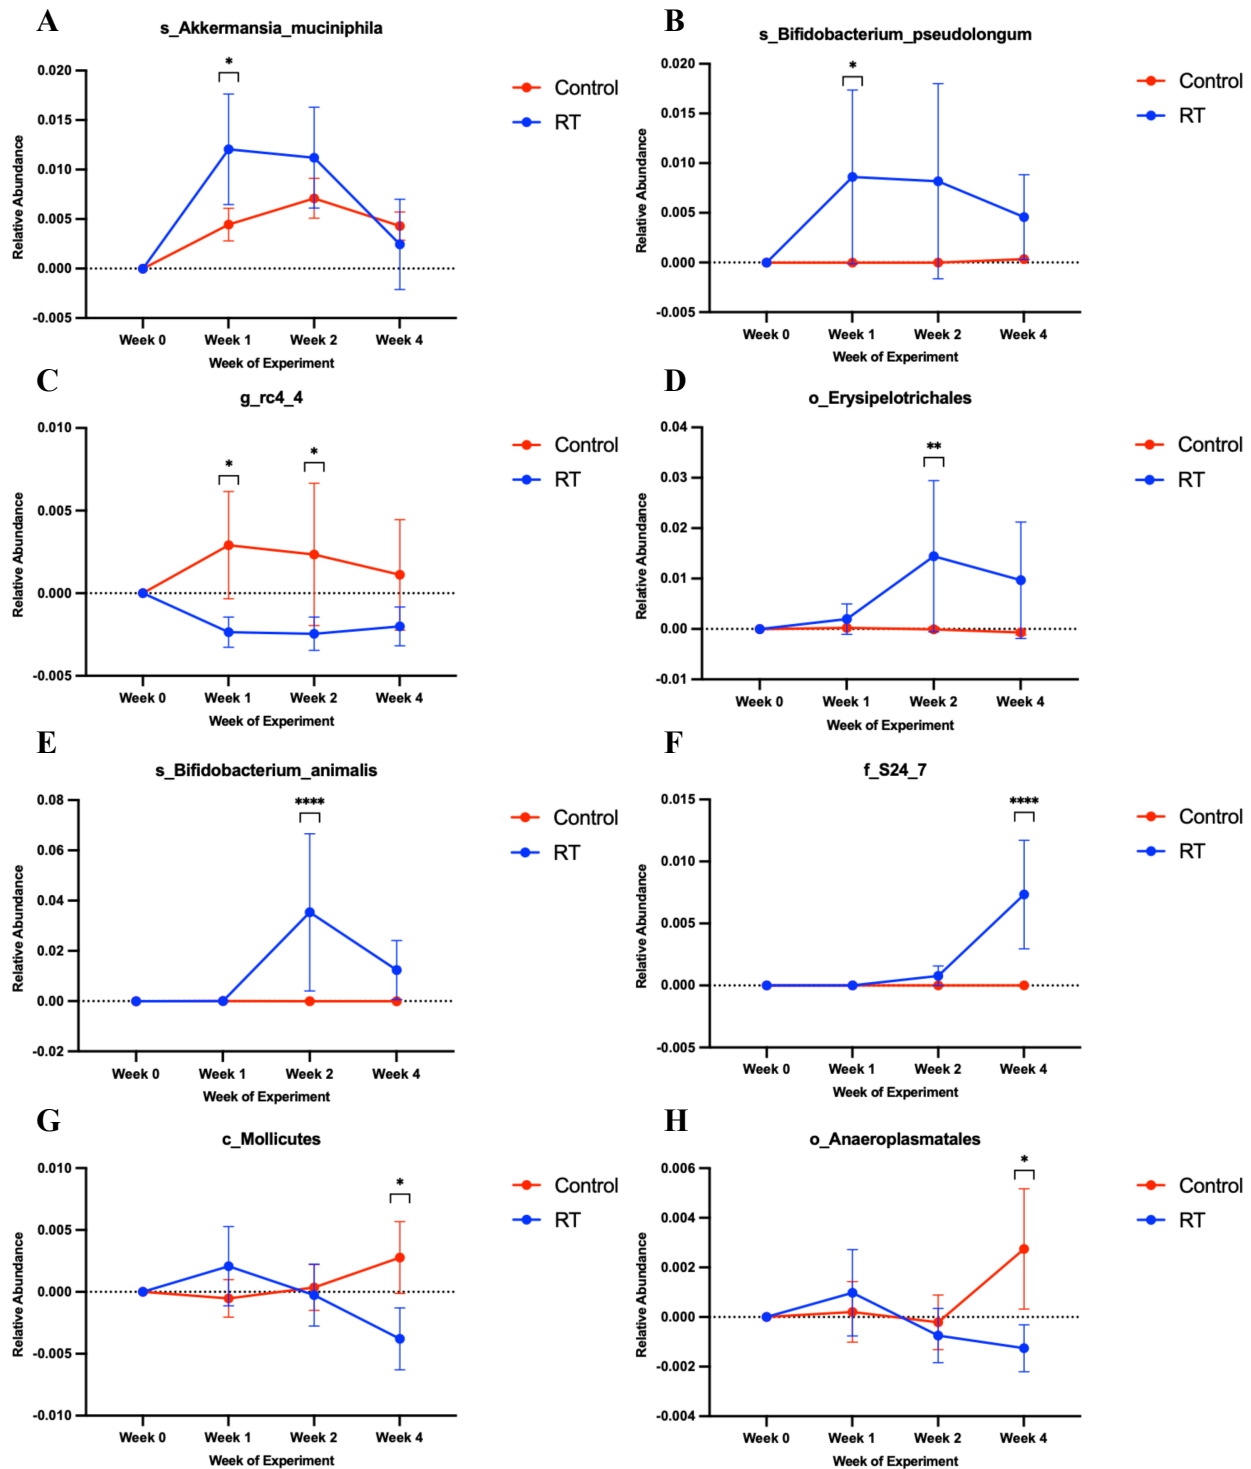 A
s_Akkermansia_muciniphila
*
0.020
0.015
0.010
0.005
0.000
-0.005
Relative Abundance
Week 0 Week 1 Week 2 Week 4
Week of Experiment
Control
RT
B
s_Bifidobacterium_pseudolongum
*
0.020
0.015
0.010
0.005
0.000
-0.005
Relative Abundance
Week 0 Week 1 Week 2 Week 4
Week of Experiment
Control
RT
C
g_rc4_4
* *
0.010
0.005
0.000
-0.005
Relative Abundance
Week 0 Week 1 Week 2 Week 4
Week of Experiment
Control
RT
D
o_Erysipelotrichales
**
0.04
0.03
0.02
0.01
0.00
-0.01
Relative Abundance
Week 0 Week 1 Week 2 Week 4
Week of Experiment
Control
RT
E
s_Bifidobacterium_animalis
****
0.08
0.06
0.04
0.02
0.00
-0.02
Relative Abundance
Week 0 Week 1 Week 2 Week 4
Week of Experiment
Control
RT
F
f_S24_7
****
0.015
0.010
0.005
0.000
-0.005
Relative Abundance
Week 0 Week 1 Week 2 Week 4
Week of Experiment
Control
RT
G
c_Mollicutes
*
0.010
0.005
0.000
-0.005
-0.010
Relative Abundance
Week 0 Week 1 Week 2 Week 4
Week of Experiment
Control
RT
H
o_Anaeroplasmatales
*
0.006
0.004
0.002
0.000
-0.002
-0.004
Relative Abundance
Week 0 Week 1 Week 2 Week 4
Week of Experiment
Control
RT